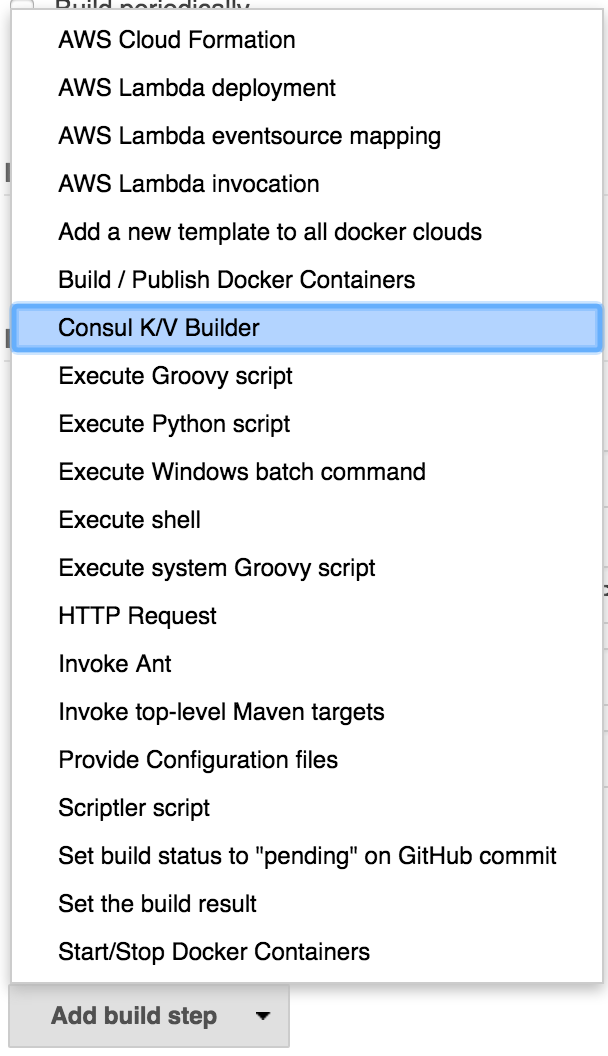 Build periodically
AWS Cloud Formation
AWS Lambda deployment
AWS Lambda eventsource mapping
AWS Lambda invocation
Add a new template to all docker clouds
Build / Publish Docker Containers
Consul K/V Builder
Execute Groovy script
Execute Python script
Execute Windows batch command
Execute shell
Execute system Groovy script
HTTP Request
Invoke Ant
Invoke top-level Maven targets
Provide Configuration files
Scriptler script
Set build status to "pending" on GitHub commit
Set the build result
Start/Stop Docker Containers
Add build step